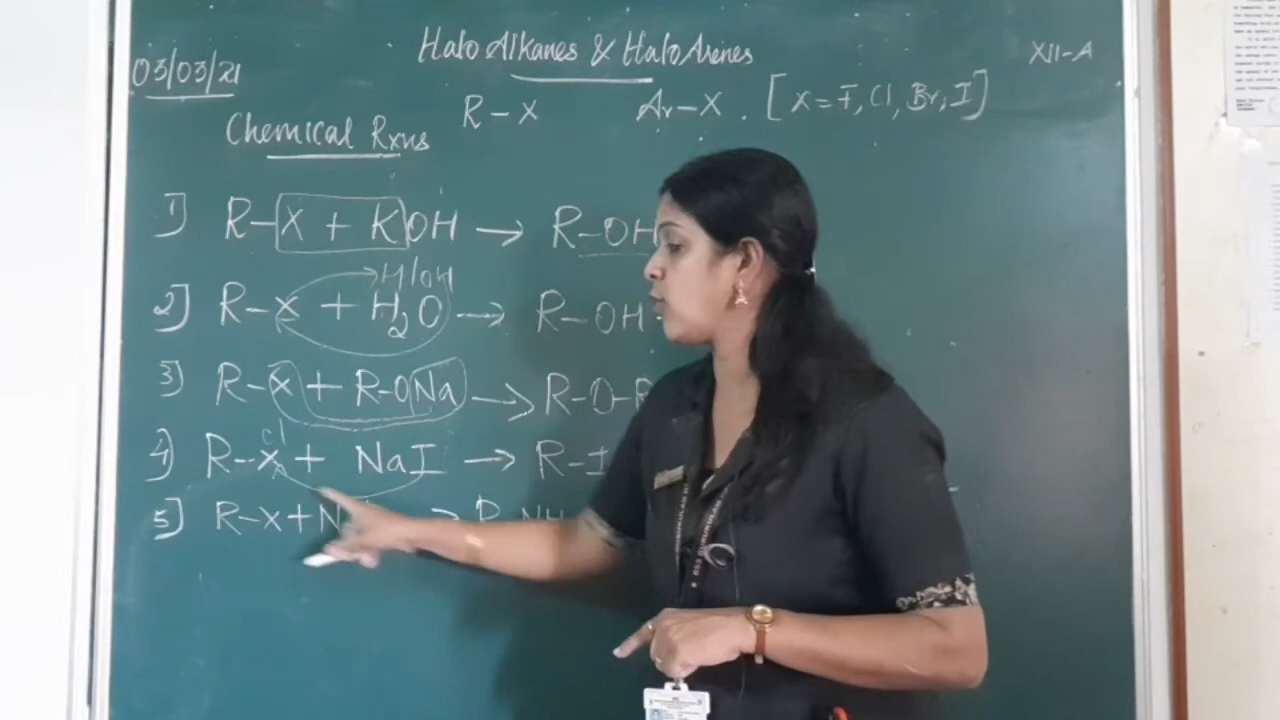 Halo Alkanes & Halo Arenes
XII-A
03/03/21
R-X Ar-X . [X=F, Cl, Br, I]
Chemical Rxns
1] R-X + KOH → R-OH
H/OH
2] R-X + H2O → R-OH
3] R-X + R-ONa → R-O-R
Cl
4] R-X + NaI → R-I
5] R-X + N → R-NH